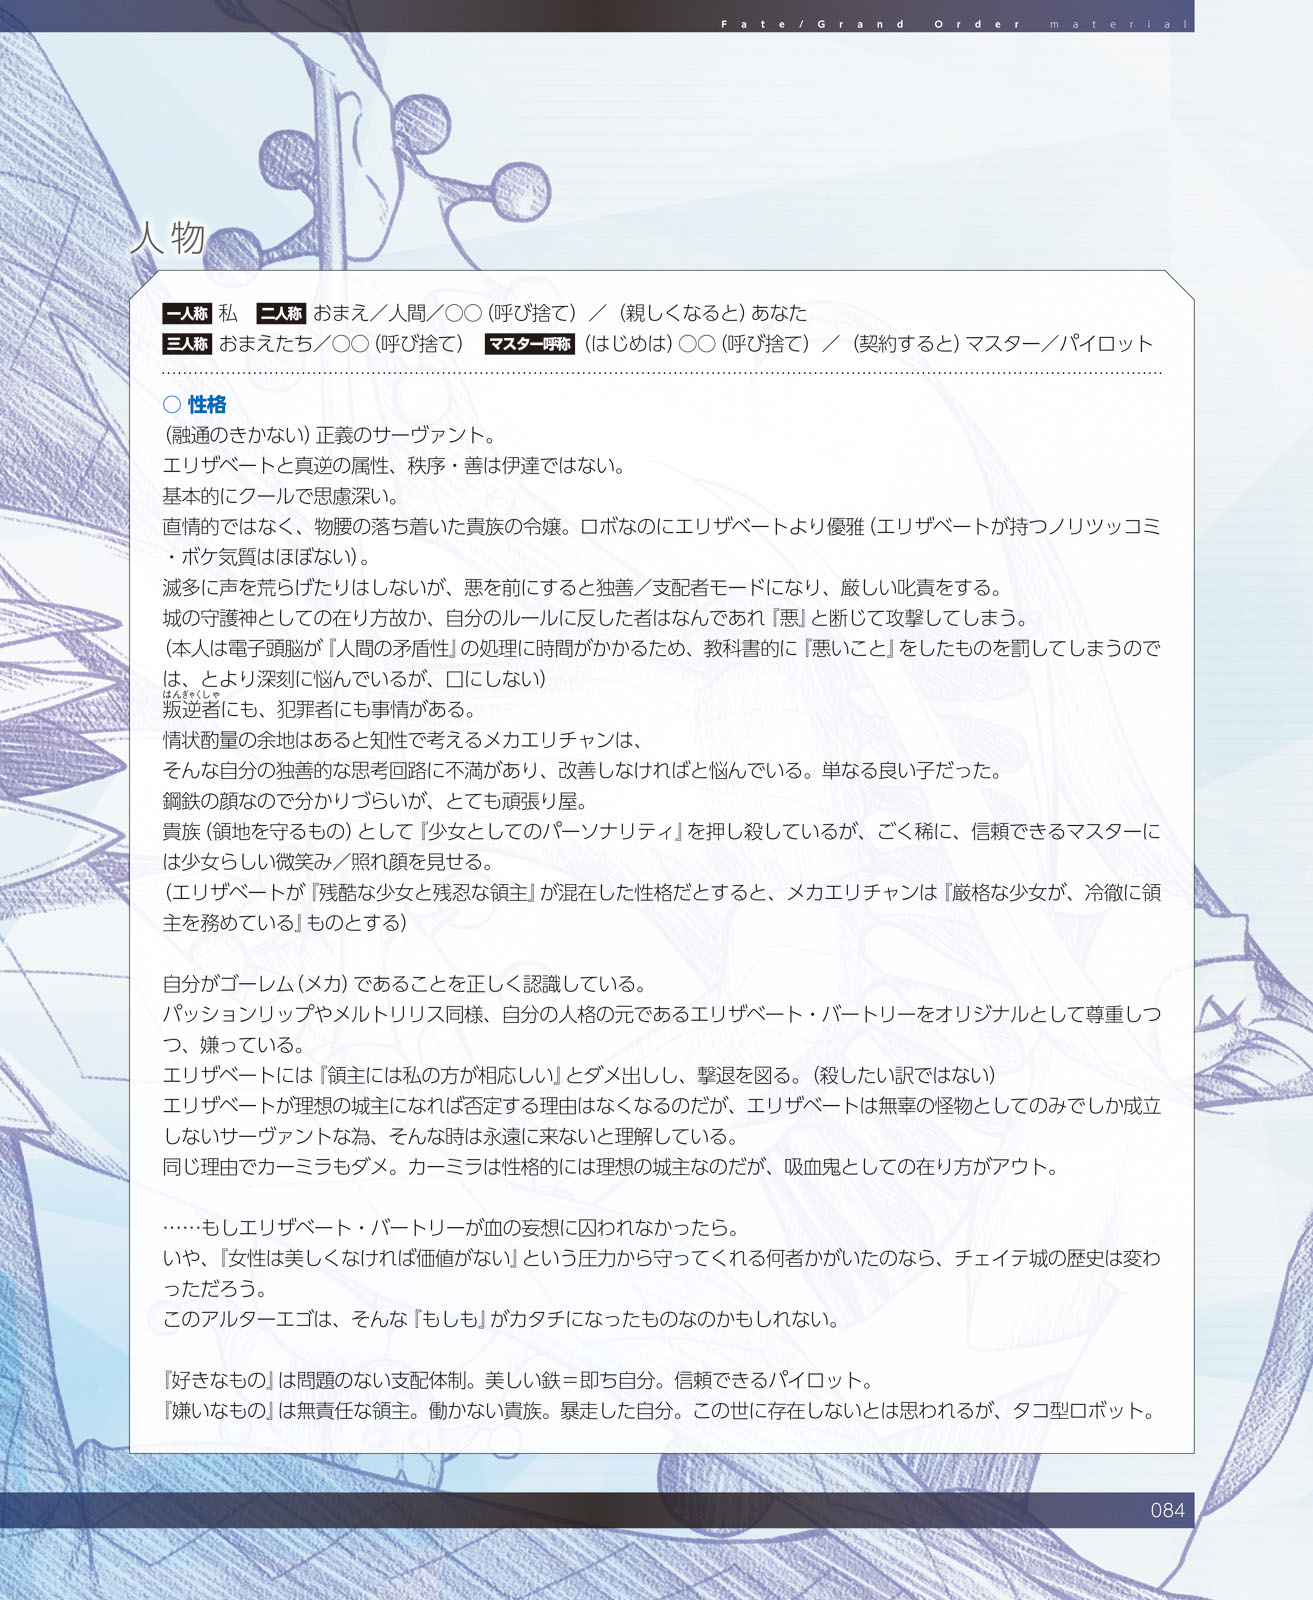 Fate/Grand Order material
人物
一人称 私 二人称 おまえ／人間／○○（呼び捨て）／（親しくなると）あなた
三人称 おまえたち／○○（呼び捨て） マスター呼称 （はじめは）○○（呼び捨て）／（契約すると）マスター／パイロット
○ 性格
（融通のきかない）正義のサーヴァント。
エリザベートと真逆の属性、秩序・善は伊達ではない。
基本的にクールで思慮深い。
直情的ではなく、物腰の落ち着いた貴族の令嬢。ロボなのにエリザベートより優雅（エリザベートが持つノリツッコミ
・ボケ気質はほぼない）。
滅多に声を荒らげたりはしないが、悪を前にすると独善／支配者モードになり、厳しい叱責をする。
城の守護神としての在り方故か、自分のルールに反した者はなんであれ『悪』と断じて攻撃してしまう。
（本人は電子頭脳が『人間の矛盾性』の処理に時間がかかるため、教科書的に『悪いこと』をしたものを罰してしまうので
は、とより深刻に悩んでいるが、口にしない）
はんぎゃくしゃ
叛逆者にも、犯罪者にも事情がある。
情状酌量の余地はあると知性で考えるメカエリチャンは、
そんな自分の独善的な思考回路に不満があり、改善しなければと悩んでいる。単なる良い子だった。
鋼鉄の顔なので分かりづらいが、とても頑張り屋。
貴族（領地を守るもの）として『少女としてのパーソナリティ』を押し殺しているが、ごく稀に、信頼できるマスターに
は少女らしい微笑み／照れ顔を見せる。
（エリザベートが『残酷な少女と残忍な領主』が混在した性格だとすると、メカエリチャンは『厳格な少女が、冷徹に領
主を務めている』ものとする）
自分がゴーレム（メカ）であることを正しく認識している。
パッションリップやメルトリリス同様、自分の人格の元であるエリザベート・バートリーをオリジナルとして尊重しつ
つ、嫌っている。
エリザベートには『領主には私の方が相応しい』とダメ出しし、撃退を図る。（殺したい訳ではない）
エリザベートが理想の城主になれば否定する理由はなくなるのだが、エリザベートは無辜の怪物としてのみでしか成立
しないサーヴァントな為、そんな時は永遠に来ないと理解している。
同じ理由でカーミラもダメ。カーミラは性格的には理想の城主なのだが、吸血鬼としての在り方がアウト。
……もしエリザベート・バートリーが血の妄想に囚われなかったら。
いや、『女性は美しくなければ価値がない』という圧力から守ってくれる何者かがいたのなら、チェイテ城の歴史は変わ
っただろう。
このアルターエゴは、そんな『もしも』がカタチになったものなのかもしれない。
『好きなもの』は問題のない支配体制。美しい鉄＝即ち自分。信頼できるパイロット。
『嫌いなもの』は無責任な領主。働かない貴族。暴走した自分。この世に存在しないとは思われるが、タコ型ロボット。
084